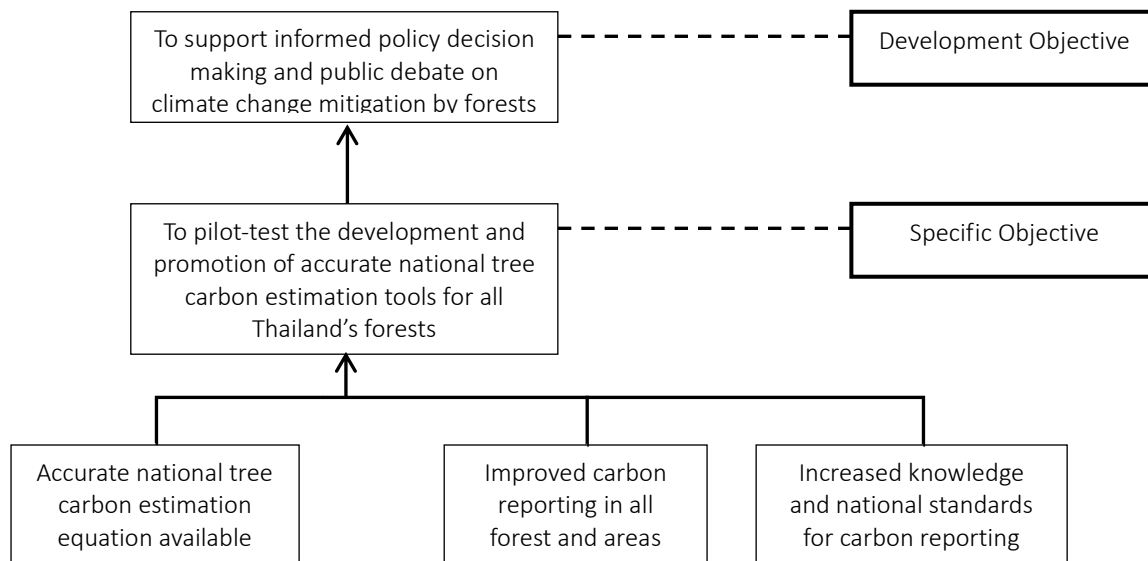 To support informed policy decision
making and public debate on
climate change mitigation by forests
Development Objective
To pilot-test the development and
promotion of accurate national tree
carbon estimation tools for all
Thailand's forests
Specific Objective
Accurate national tree
carbon estimation
equation available
Improved carbon
reporting in all
forest and areas
Increased knowledge
and national standards
for carbon reporting